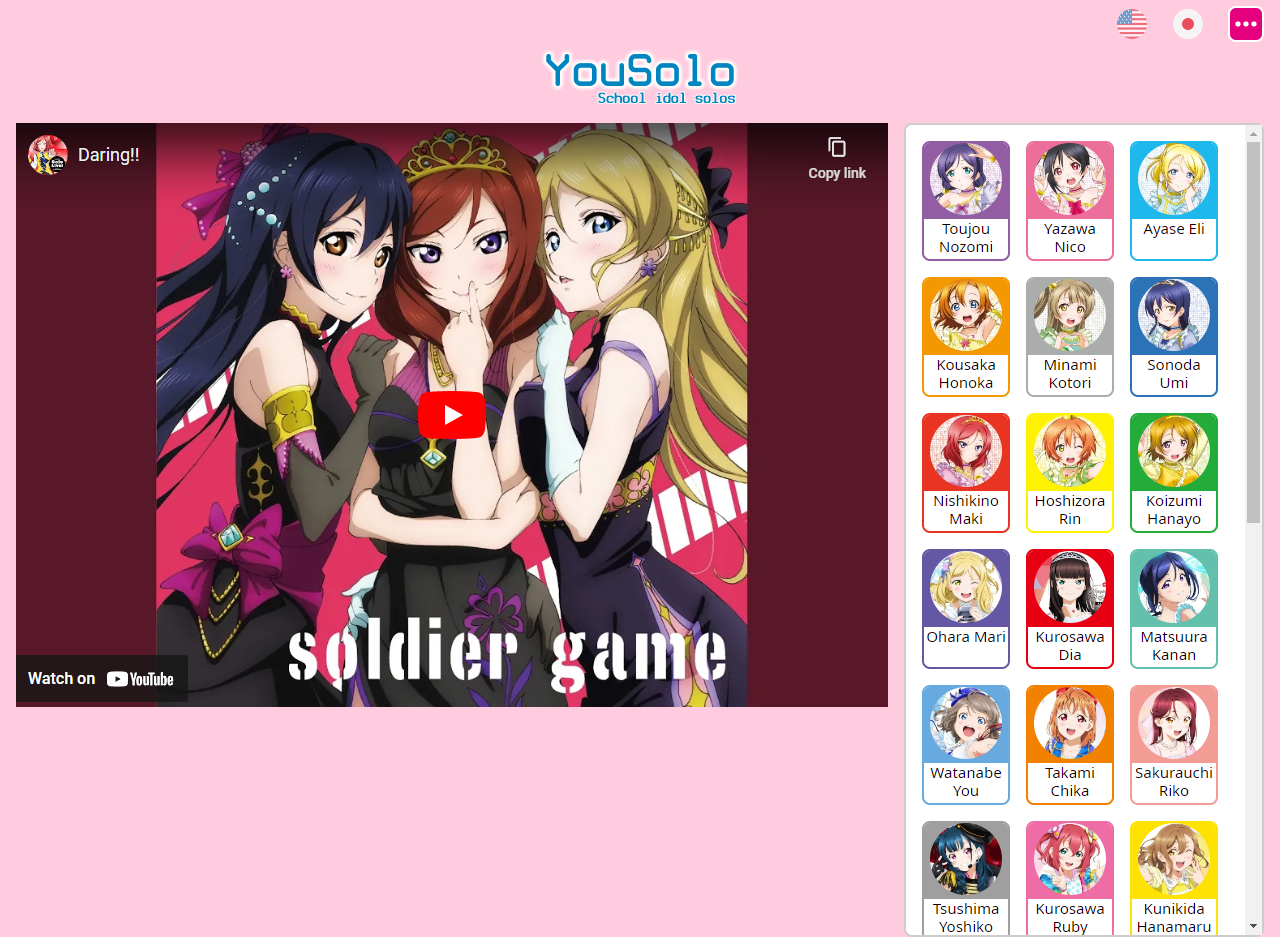 YouSolo
School idol solos
Daring!!
Copy link
soldier game
Watch on YouTube
Toujou
Nozomi
Yazawa
Nico
Ayase Eli
Kousaka
Honoka
Minami
Kotori
Sonoda
Umi
Nishikino
Maki
Hoshizora
Rin
Koizumi
Hanayo
Ohara Mari
Kurosawa
Dia
Matsuura
Kanan
Watanabe
You
Takami
Chika
Sakurauchi
Riko
Tsushima
Yoshiko
Kurosawa
Ruby
Kunikida
Hanamaru